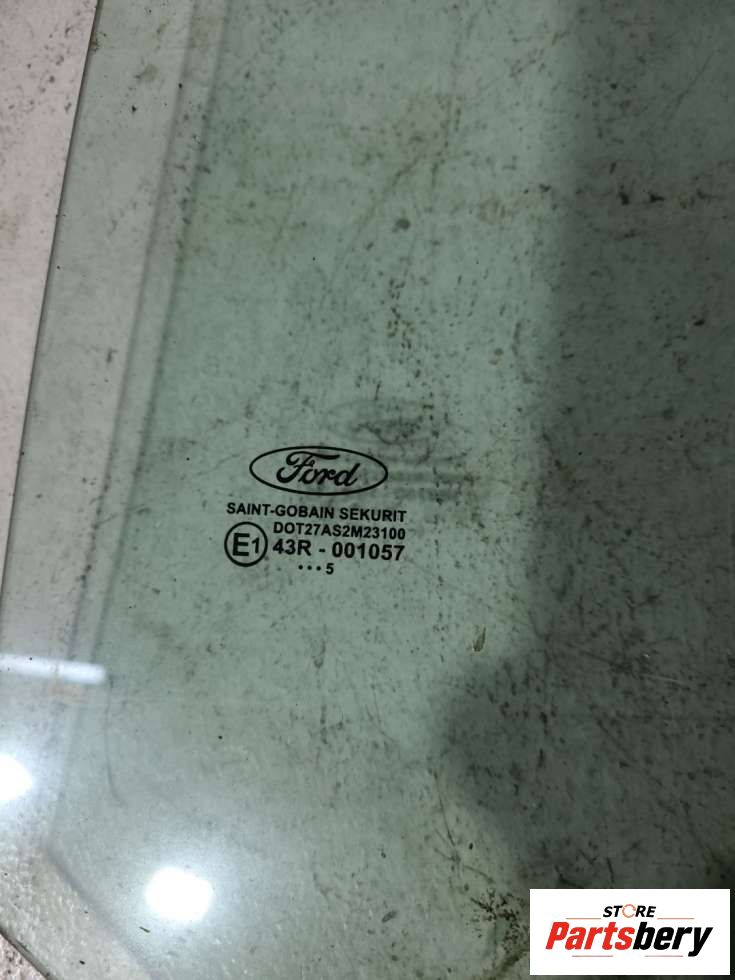 Ford
SAINT-GOBAIN SEKURIT
DOT27AS2M23100
E1 43R - 001057
•••5
STORE
Partsbery